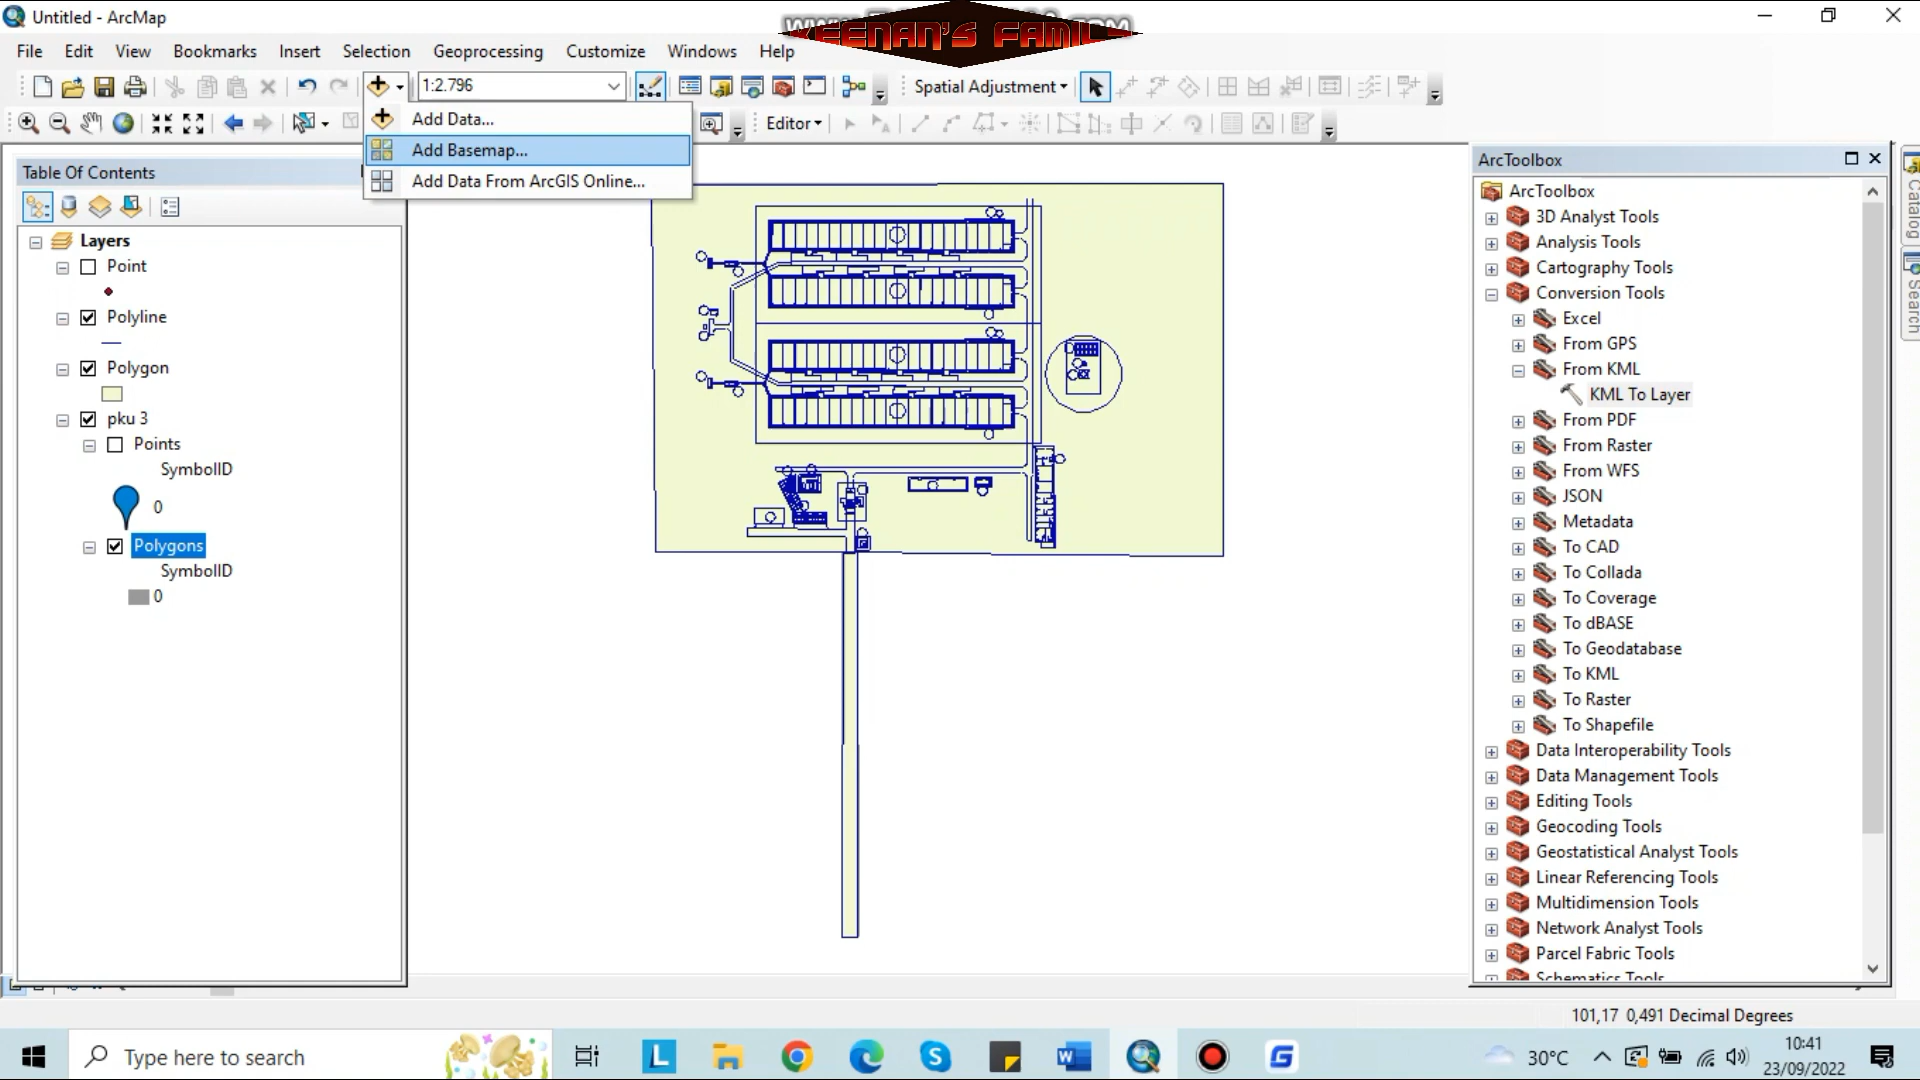 Untitled - ArcMap
KEENAN'S FAMILY
File Edit View Bookmarks Insert Selection Geoprocessing Customize Windows Help
1:2.796
Spatial Adjustment
Editor
Add Data...
Add Basemap...
Add Data From ArcGIS Online...
Table Of Contents
Layers
Point
Polyline
Polygon
pku 3
Points
SymbolID
0
Polygons
SymbolID
0
ArcToolbox
ArcToolbox
3D Analyst Tools
Analysis Tools
Cartography Tools
Conversion Tools
Excel
From GPS
From KML
KML To Layer
From PDF
From Raster
From WFS
JSON
Metadata
To CAD
To Collada
To Coverage
To dBASE
To Geodatabase
To KML
To Raster
To Shapefile
Data Interoperability Tools
Data Management Tools
Editing Tools
Geocoding Tools
Geostatistical Analyst Tools
Linear Referencing Tools
Multidimension Tools
Network Analyst Tools
Parcel Fabric Tools
Schematics Tools
Catalog
Search
101,17 0,491 Decimal Degrees
Type here to search
30°C
10:41
23/09/2022